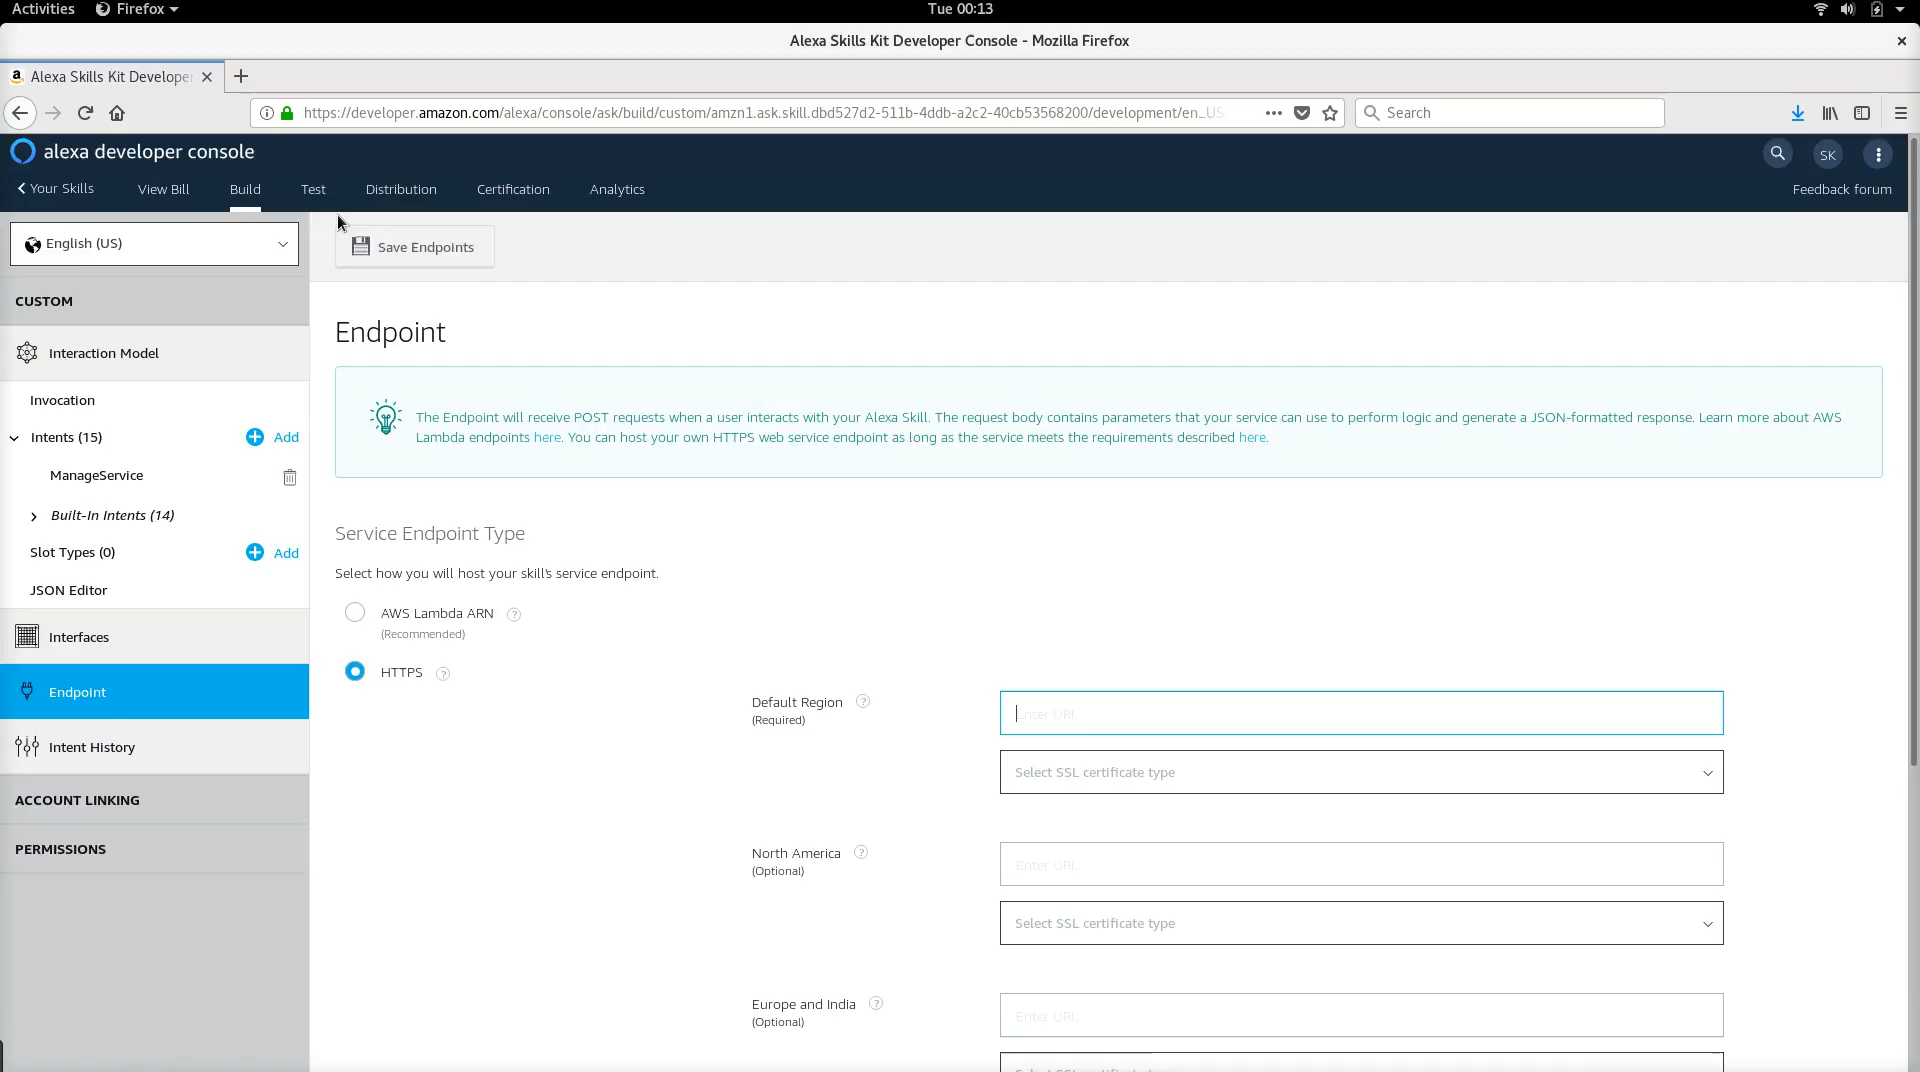 Activities Firefox Tue 00:13
Alexa Skills Kit Developer Console - Mozilla Firefox
Alexa Skills Kit Developer
https://developer.amazon.com/alexa/console/ask/build/custom/amzn1.ask.skill.dbd527d2-511b-4ddb-a2c2-40cb53568200/development/en_US Search
alexa developer console SK
Your Skills View Bill Build Test Distribution Certification Analytics Feedback forum
English (US)
Save Endpoints
CUSTOM
Interaction Model
Invocation
Intents (15) Add
ManageService
Built-In Intents (14)
Slot Types (0) Add
JSON Editor
Interfaces
Endpoint
Intent History
ACCOUNT LINKING
PERMISSIONS
Endpoint
The Endpoint will receive POST requests when a user interacts with your Alexa Skill. The request body contains parameters that your service can use to perform logic and generate a JSON-formatted response. Learn more about AWS
Lambda endpoints here. You can host your own HTTPS web service endpoint as long as the service meets the requirements described here.
Service Endpoint Type
Select how you will host your skill's service endpoint.
AWS Lambda ARN ?
(Recommended)
HTTPS ?
Default Region ?
(Required)
Enter URI..
Select SSL certificate type
North America ?
(Optional)
Enter URI..
Select SSL certificate type
Europe and India ?
(Optional)
Enter URI..